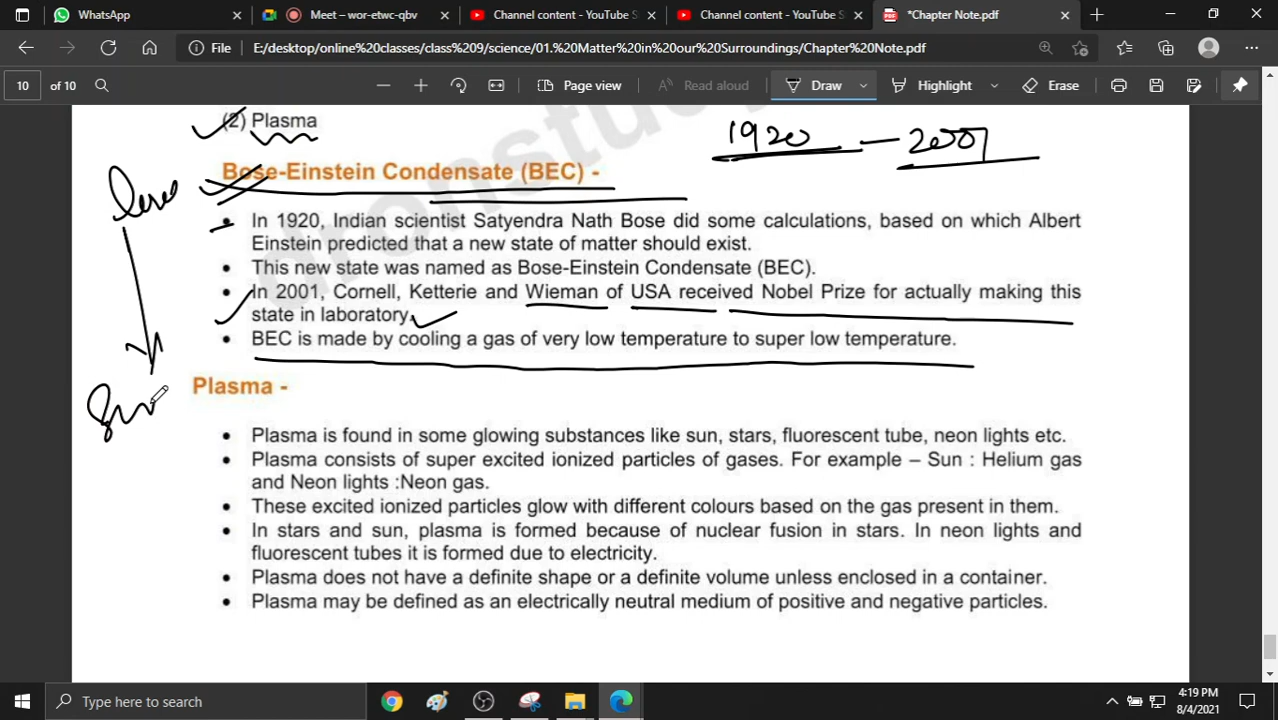 WhatsApp
Meet – wor-etwc-qbv
Channel content - YouTube S
Channel content - YouTube S
*Chapter Note.pdf
File
E:/desktop/online%20classes/class%209/science/01.%20Matter%20in%20our%20Surroundings/Chapter%20Note.pdf
10 of 10
Page view
Read aloud
Draw
Highlight
Erase
(2) Plasma
1920 — 2001
Bose-Einstein Condensate (BEC) -
• In 1920, Indian scientist Satyendra Nath Bose did some calculations, based on which Albert
Einstein predicted that a new state of matter should exist.
• This new state was named as Bose-Einstein Condensate (BEC).
• In 2001, Cornell, Ketterie and Wieman of USA received Nobel Prize for actually making this
state in laboratory.
• BEC is made by cooling a gas of very low temperature to super low temperature.
Plasma -
• Plasma is found in some glowing substances like sun, stars, fluorescent tube, neon lights etc.
• Plasma consists of super excited ionized particles of gases. For example – Sun : Helium gas
and Neon lights :Neon gas.
• These excited ionized particles glow with different colours based on the gas present in them.
• In stars and sun, plasma is formed because of nuclear fusion in stars. In neon lights and
fluorescent tubes it is formed due to electricity.
• Plasma does not have a definite shape or a definite volume unless enclosed in a container.
• Plasma may be defined as an electrically neutral medium of positive and negative particles.
Type here to search
4:19 PM
8/4/2021